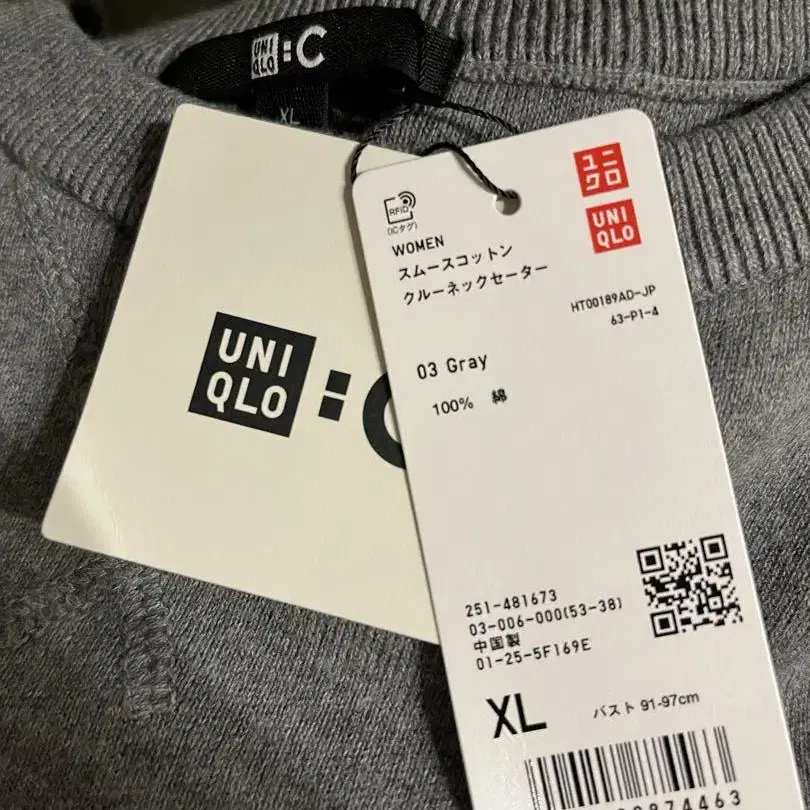 UNI
QLO
:C
XL
UNI
QLO
:C
RFID
(ICタグ)
ユニ
クロ
UNI
QLO
WOMEN
スムースコットン
クルーネックセーター
HT00189AD-JP
63-P1-4
03 Gray
100% 綿
251-481673
03-006-000(53-38)
中国製
01-25-5F169E
XL バスト 91-97cm